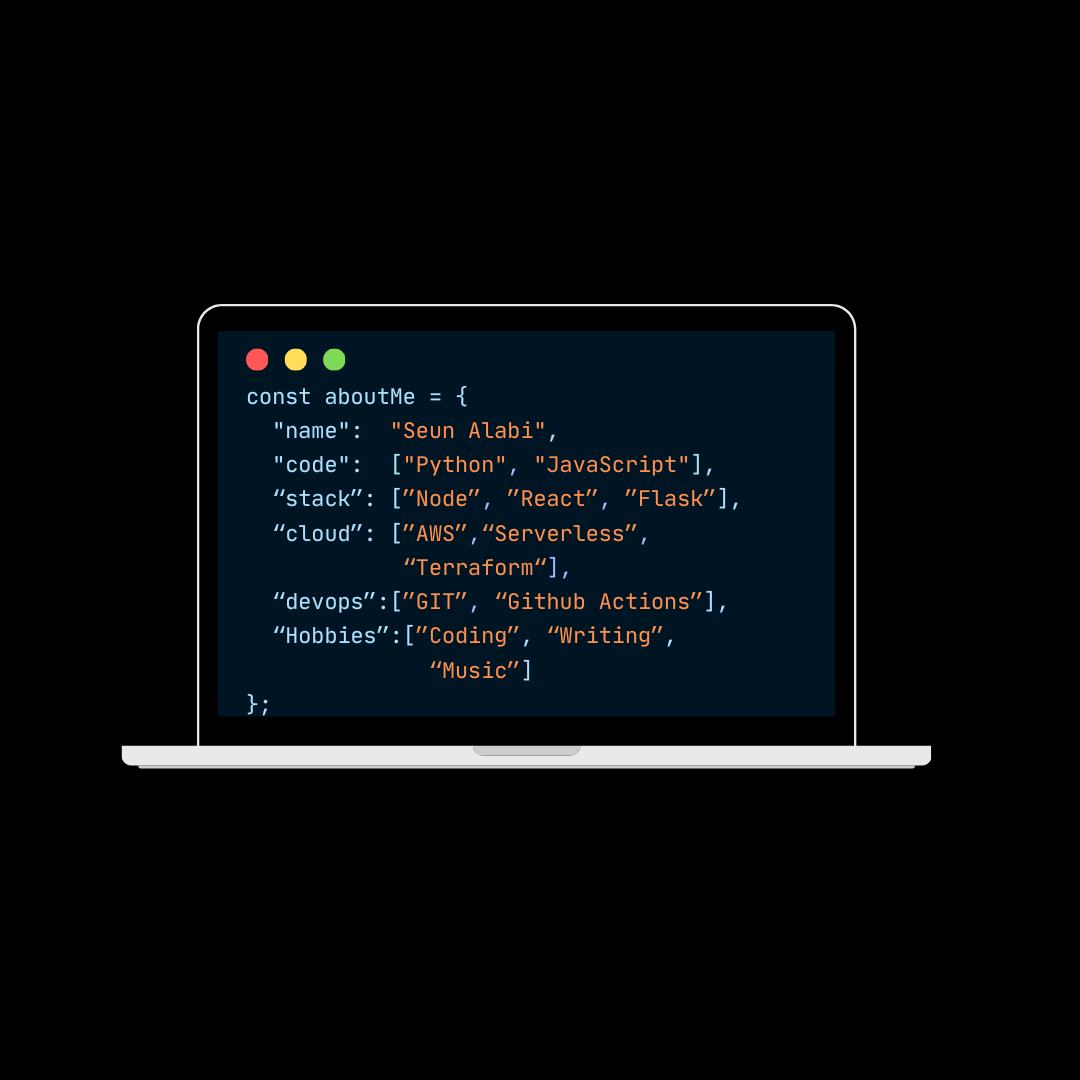 const aboutMe = {
"name": "Seun Alabi",
"code": ["Python", "JavaScript"],
“stack”: [”Node”, ”React”, ”Flask”],
“cloud”: [”AWS”,“Serverless”,
“Terraform“],
“devops”:[”GIT”, “Github Actions”],
“Hobbies”:[”Coding”, “Writing”,
“Music”]
};